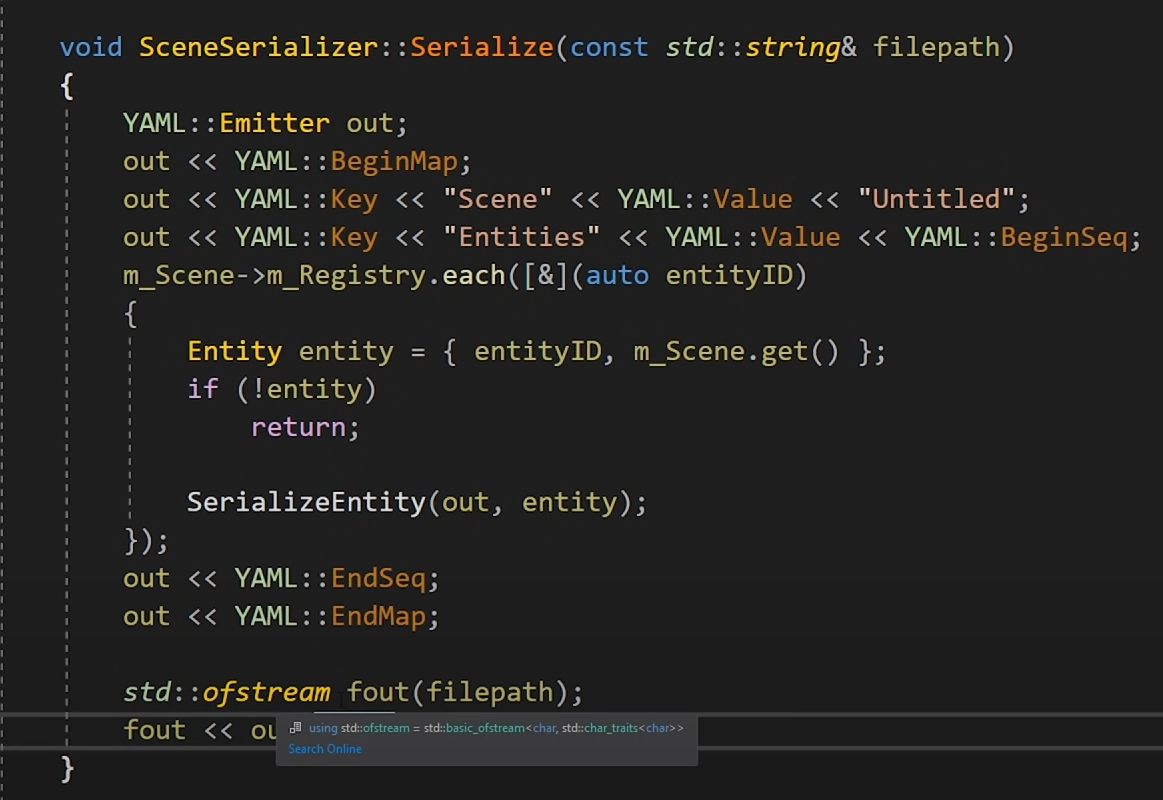 void SceneSerializer::Serialize(const std::string& filepath)
{
YAML::Emitter out;
out << YAML::BeginMap;
out << YAML::Key << "Scene" << YAML::Value << "Untitled";
out << YAML::Key << "Entities" << YAML::Value << YAML::BeginSeq;
m_Scene->m_Registry.each([&](auto entityID)
{
Entity entity = { entityID, m_Scene.get() };
if (!entity)
return;
SerializeEntity(out, entity);
});
out << YAML::EndSeq;
out << YAML::EndMap;
std::ofstream fout(filepath);
fout << ou
using std::ofstream = std::basic_ofstream<char, std::char_traits<char>>
Search Online
}